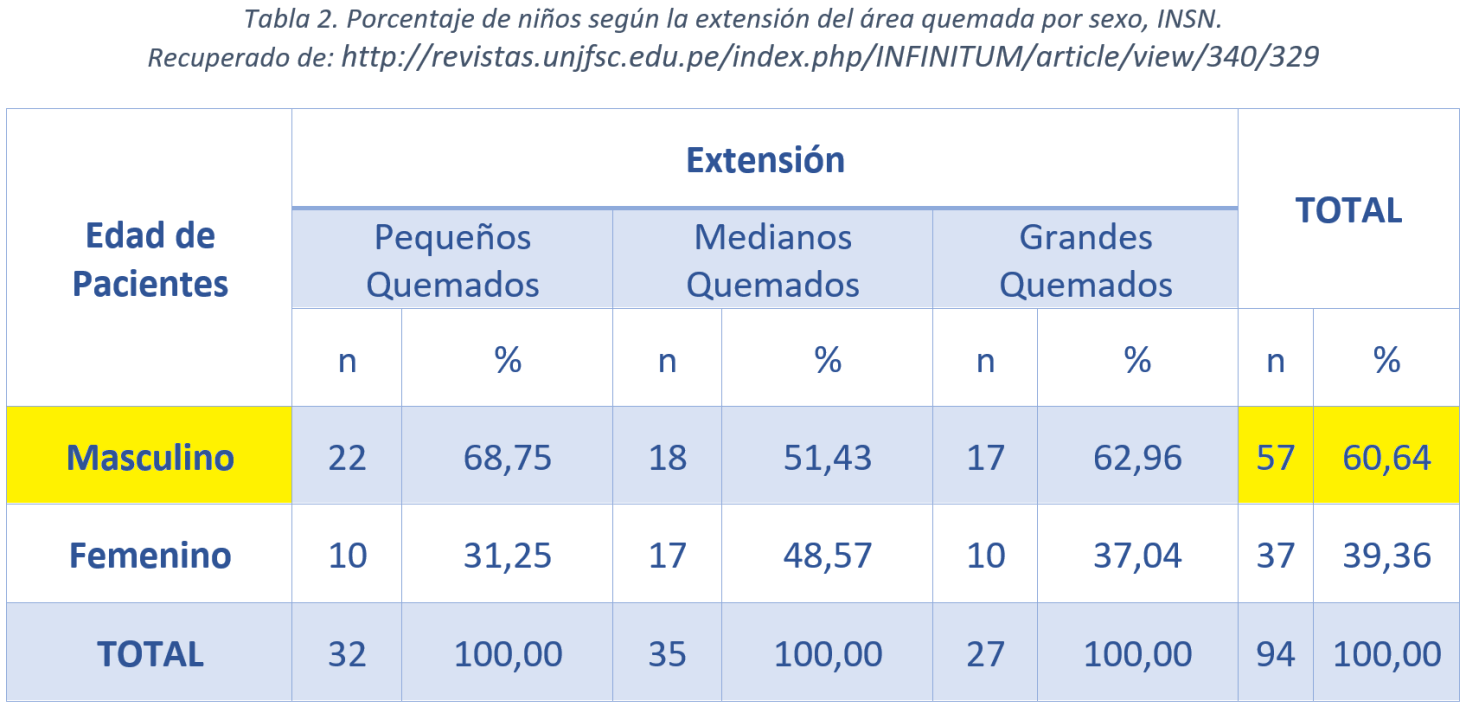 Tabla 2. Porcentaje de niños según la extensión del área quemada por sexo, INSN.
Recuperado de: http://revistas.unjfsc.edu.pe/index.php/INFINITUM/article/view/340/329
Edad de
Pacientes
Extensión
TOTAL
Pequeños
Quemados
Medianos
Quemados
Grandes
Quemados
n % n % n % n %
Masculino 22 68,75 18 51,43 17 62,96 57 60,64
Femenino 10 31,25 17 48,57 10 37,04 37 39,36
TOTAL 32 100,00 35 100,00 27 100,00 94 100,00